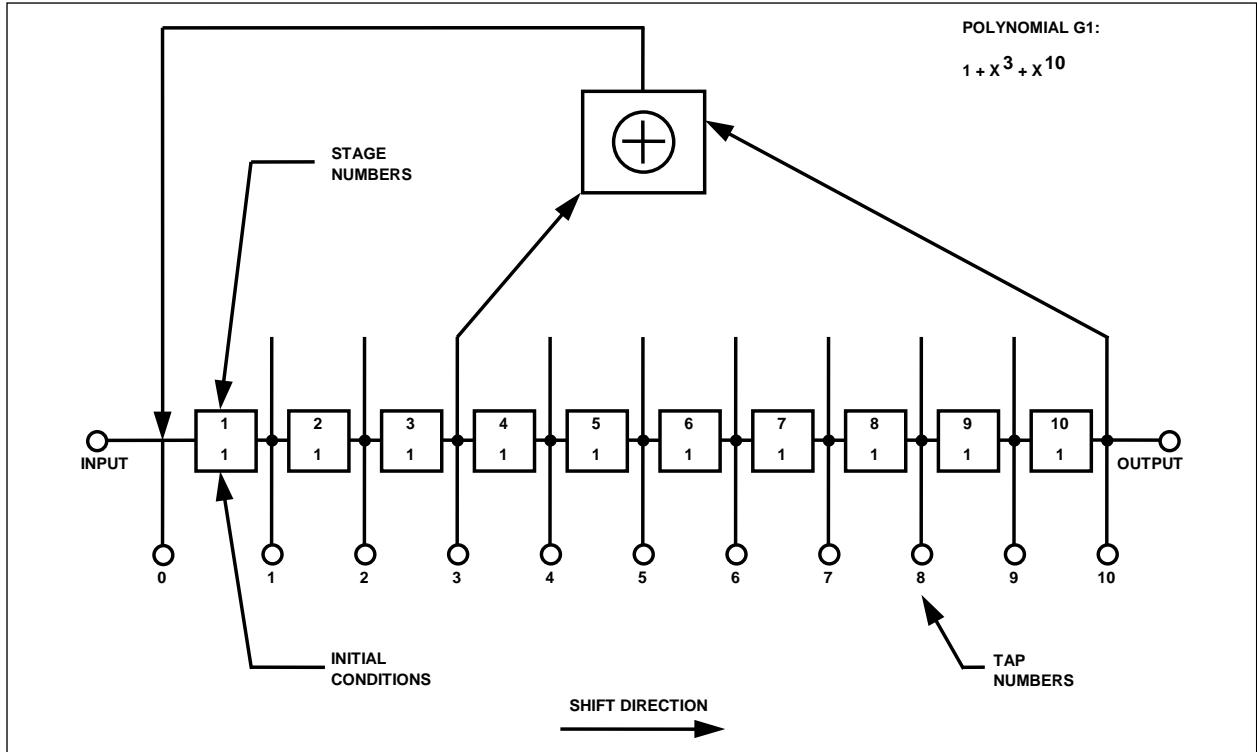 POLYNOMIAL G1:
1 + X^3 + X^10
STAGE
NUMBERS
1 2 3 4 5 6 7 8 9 10
1 1 1 1 1 1 1 1 1 1
INPUT
OUTPUT
0 1 2 3 4 5 6 7 8 9 10
INITIAL
CONDITIONS
TAP
NUMBERS
SHIFT DIRECTION